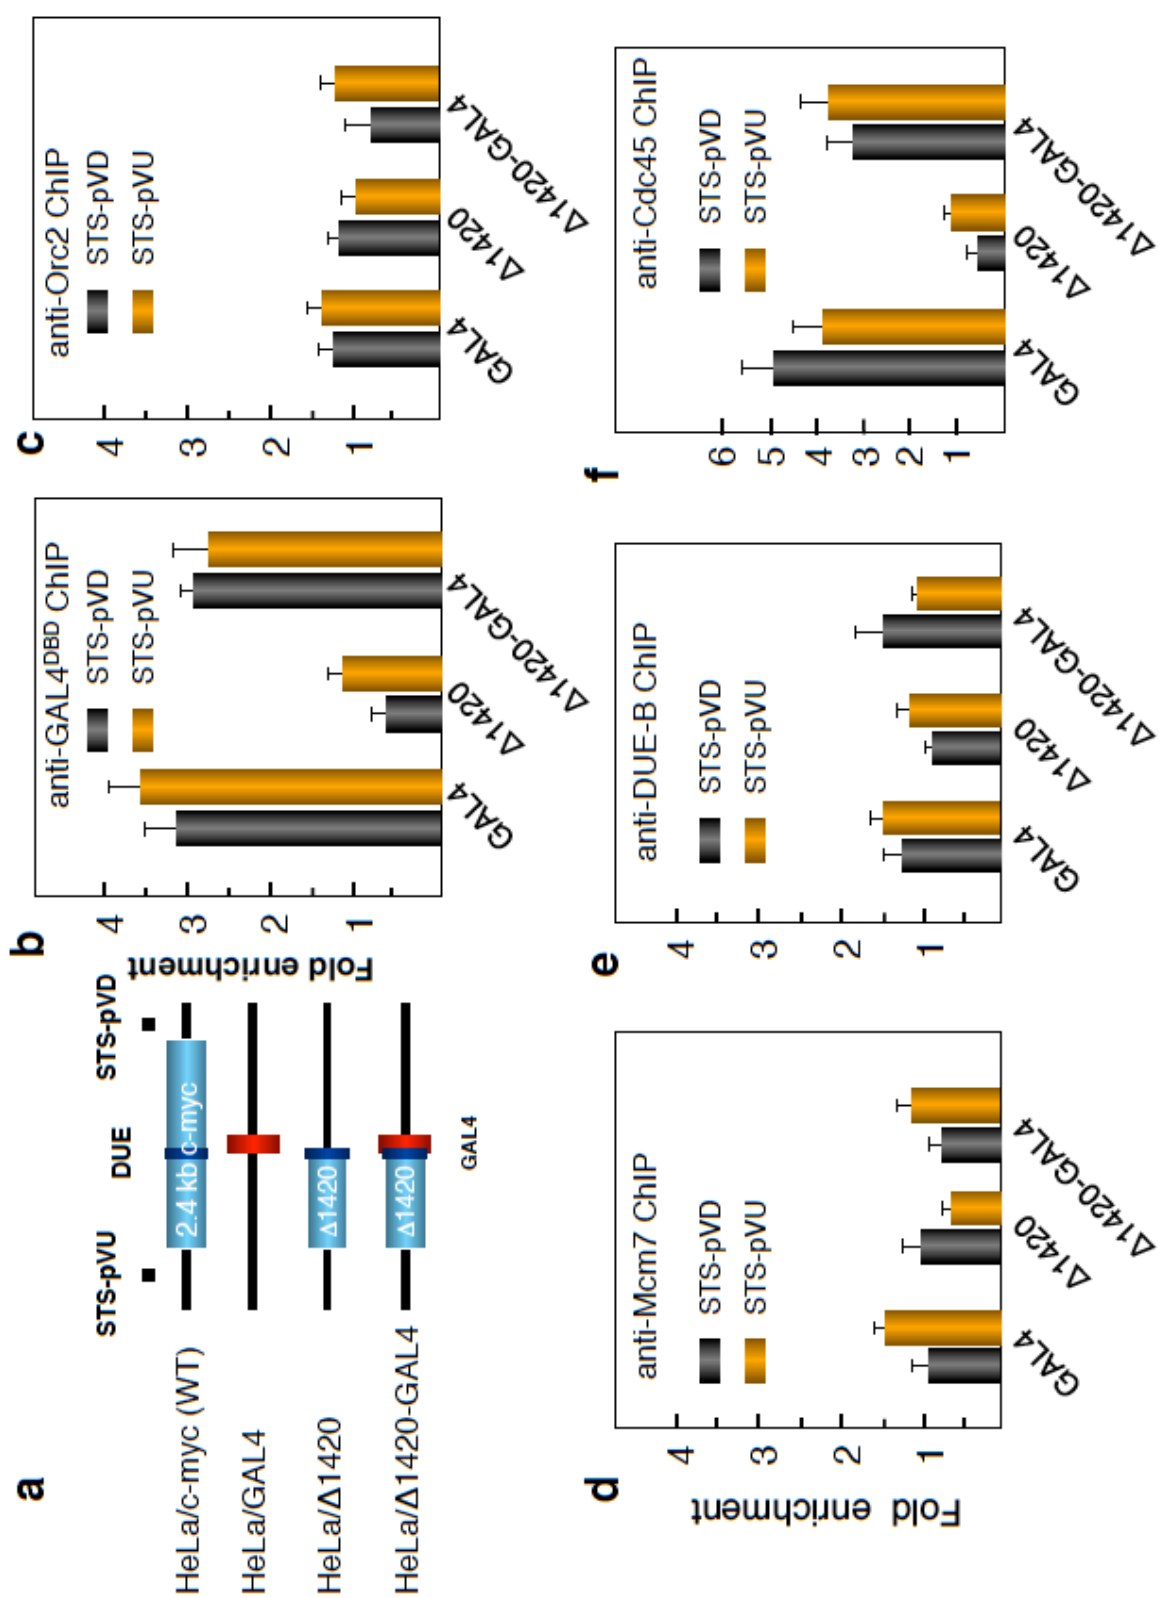 a
STS-pVU
DUE
STS-pVD
HeLa/c-myc (WT)
2.4 kb c-myc
HeLa/GAL4
HeLa/Δ1420
Δ1420
HeLa/Δ1420-GAL4
Δ1420
GAL4
b
anti-GAL4DBD ChIP
STS-pVD
STS-pVU
Fold enrichment
4
3
2
1
GAL4
Δ1420
Δ1420-GAL4
c
anti-Orc2 ChIP
STS-pVD
STS-pVU
4
3
2
1
GAL4
Δ1420
Δ1420-GAL4
d
anti-Mcm7 ChIP
STS-pVD
STS-pVU
Fold enrichment
4
3
2
1
GAL4
Δ1420
Δ1420-GAL4
e
anti-DUE-B ChIP
STS-pVD
STS-pVU
4
3
2
1
GAL4
Δ1420
Δ1420-GAL4
f
anti-Cdc45 ChIP
STS-pVD
STS-pVU
6
5
4
3
2
1
GAL4
Δ1420
Δ1420-GAL4